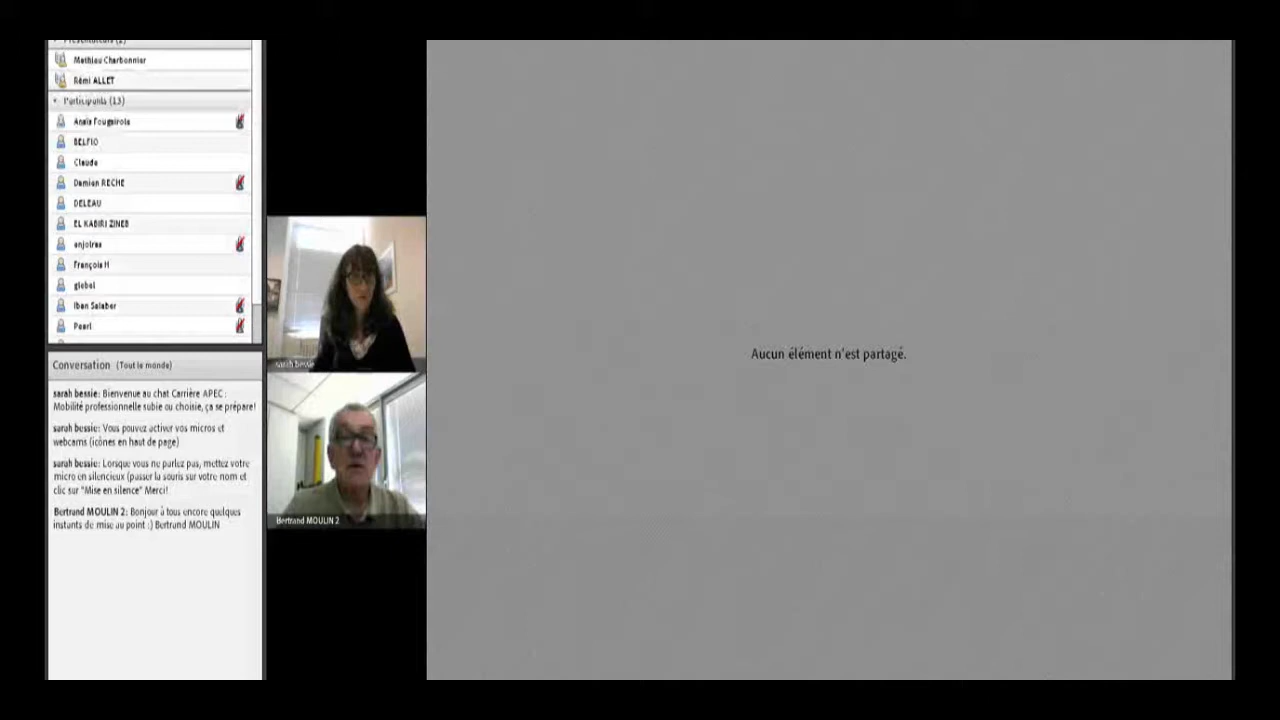 Mathieu Charbonnier
Rémi ALLET
Participants (13)
Anaïs Fougairole
BELFIO
Claude
Damien RECHE
DELEAU
EL KABIRI ZINEB
enjolras
François H
glebal
Iban Salaber
Pearl
sarah bessie
Bertrand MOULIN 2
Conversation (Tout le monde)
sarah bessie: Bienvenue au chat Carrière APEC :
Mobilité professionnelle subie ou choisie, ça se prépare!
sarah bessie: Vous pouvez activer vos micros et
webcams (icônes en haut de page)
sarah bessie: Lorsque vous ne parlez pas, mettez votre
micro en silencieux (passer la souris sur votre nom et
clic sur "Mise en silence" Merci!
Bertrand MOULIN 2: Bonjour à tous encore quelques
instants de mise au point :) Bertrand MOULIN
Aucun élément n'est partagé.